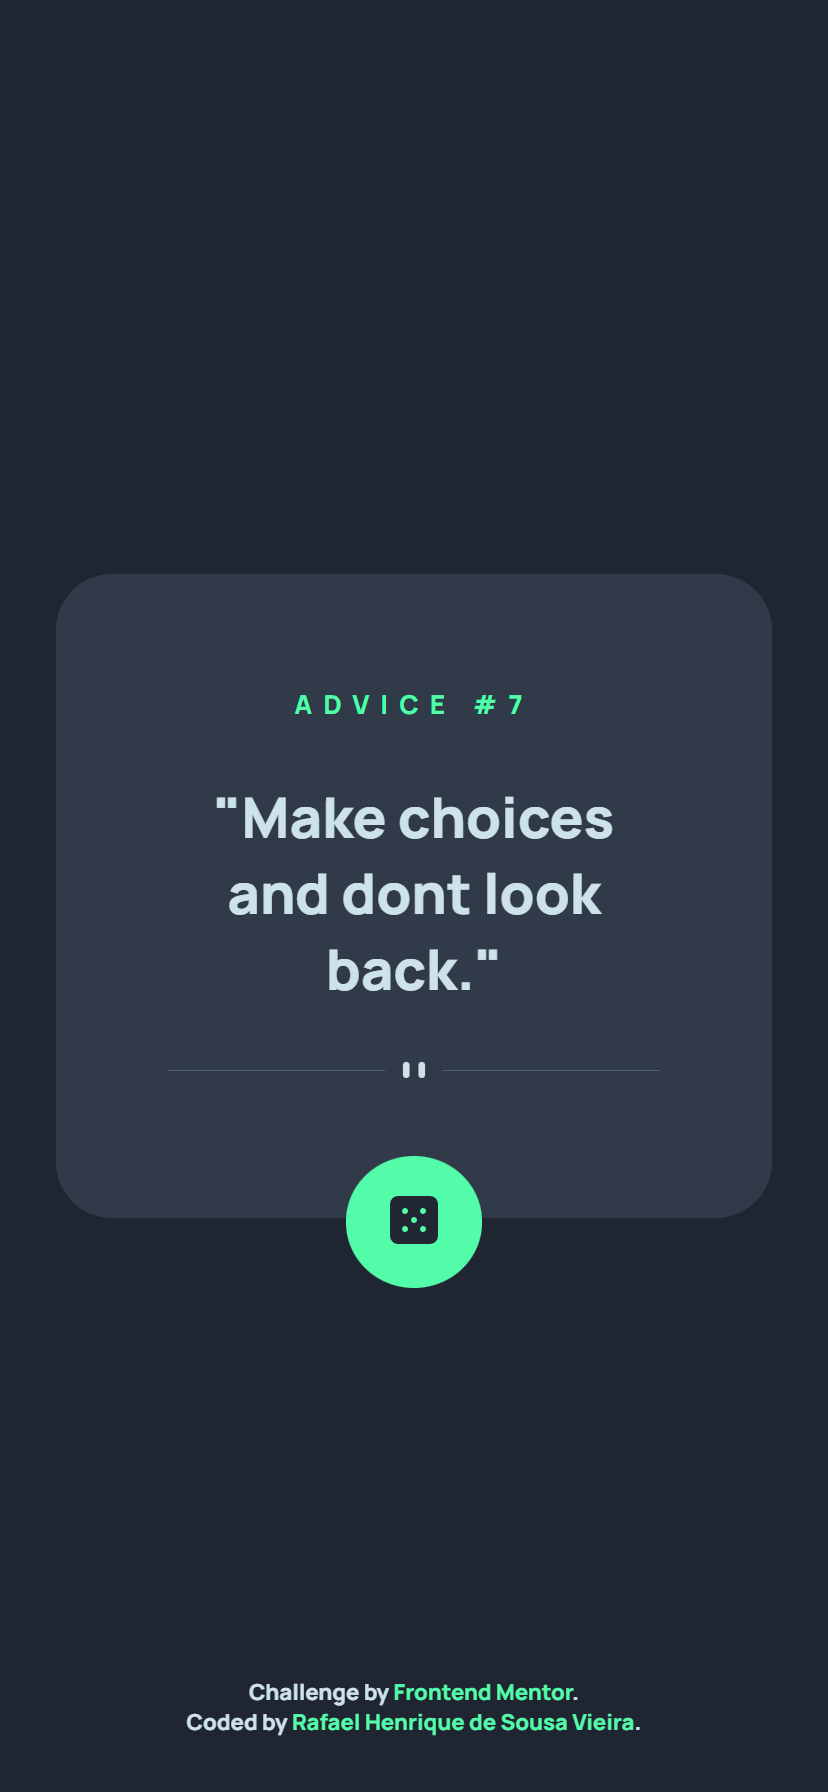 ADVICE #7
"Make choices
and dont look
back."
Challenge by Frontend Mentor.
Coded by Rafael Henrique de Sousa Vieira.